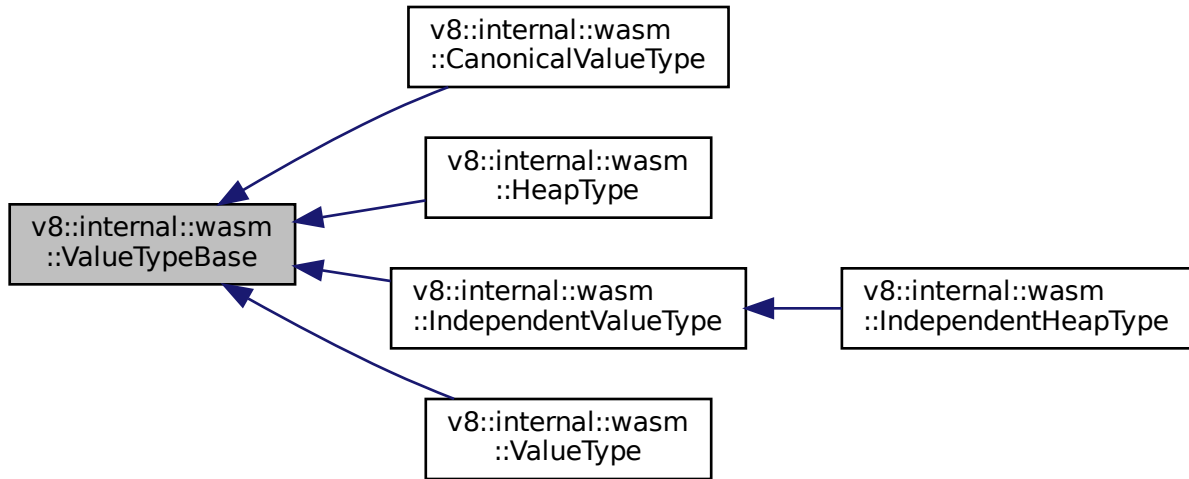 v8::internal::wasm
::CanonicalValueType
v8::internal::wasm
::HeapType
v8::internal::wasm
::ValueTypeBase
v8::internal::wasm
::IndependentValueType
v8::internal::wasm
::IndependentHeapType
v8::internal::wasm
::ValueType